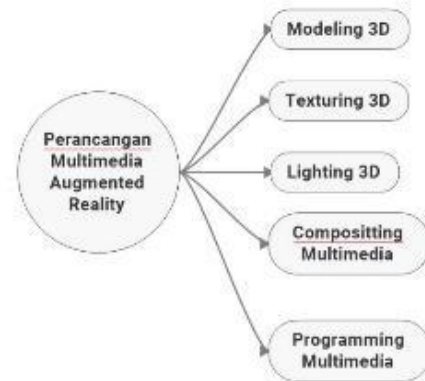 Perancangan
Multimedia
Augmented
Reality
Modeling 3D
Texturing 3D
Lighting 3D
Compositting
Multimedia
Programming
Multimedia